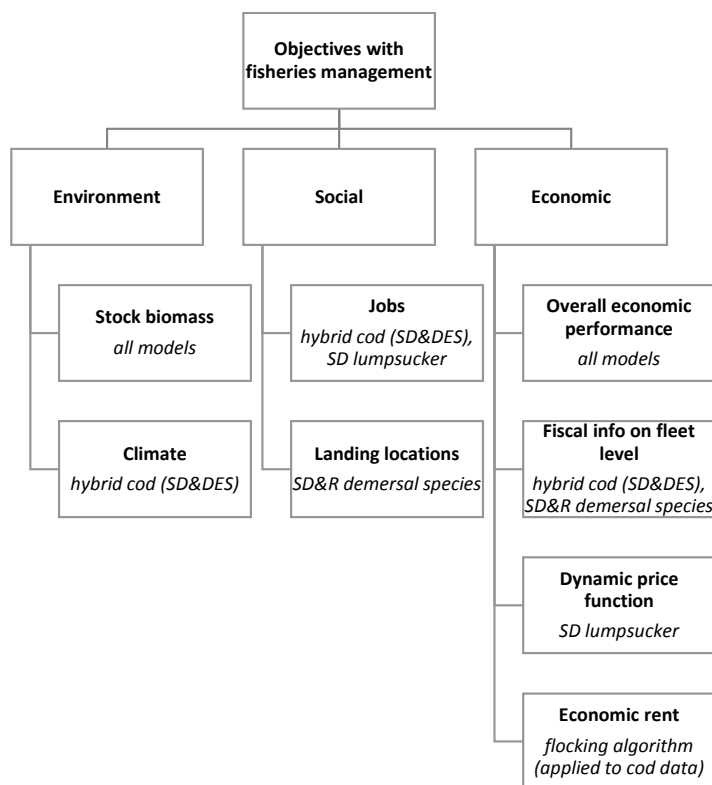 Objectives with
fisheries management
Environment
Social
Economic
Stock biomass
all models
Climate
hybrid cod (SD&DES)
Jobs
hybrid cod (SD&DES),
SD lumpsucker
Landing locations
SD&R demersal species
Overall economic
performance
all models
Fiscal info on fleet
level
hybrid cod (SD&DES),
SD&R demersal species
Dynamic price
function
SD lumpsucker
Economic rent
flocking algorithm
(applied to cod data)